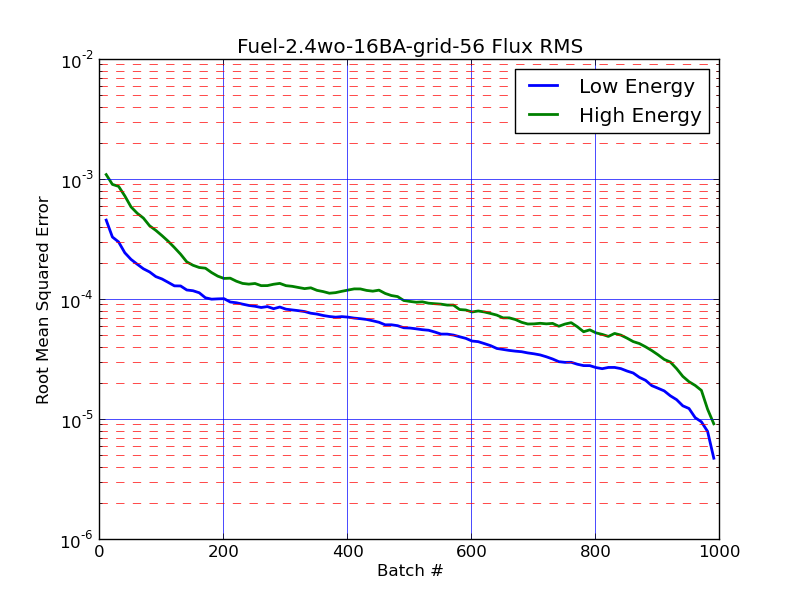 Fuel-2.4wo-16BA-grid-56 Flux RMS
Low Energy
High Energy
Root Mean Squared Error
10^-2
10^-3
10^-4
10^-5
10^-6
0 200 400 600 800 1000
Batch #